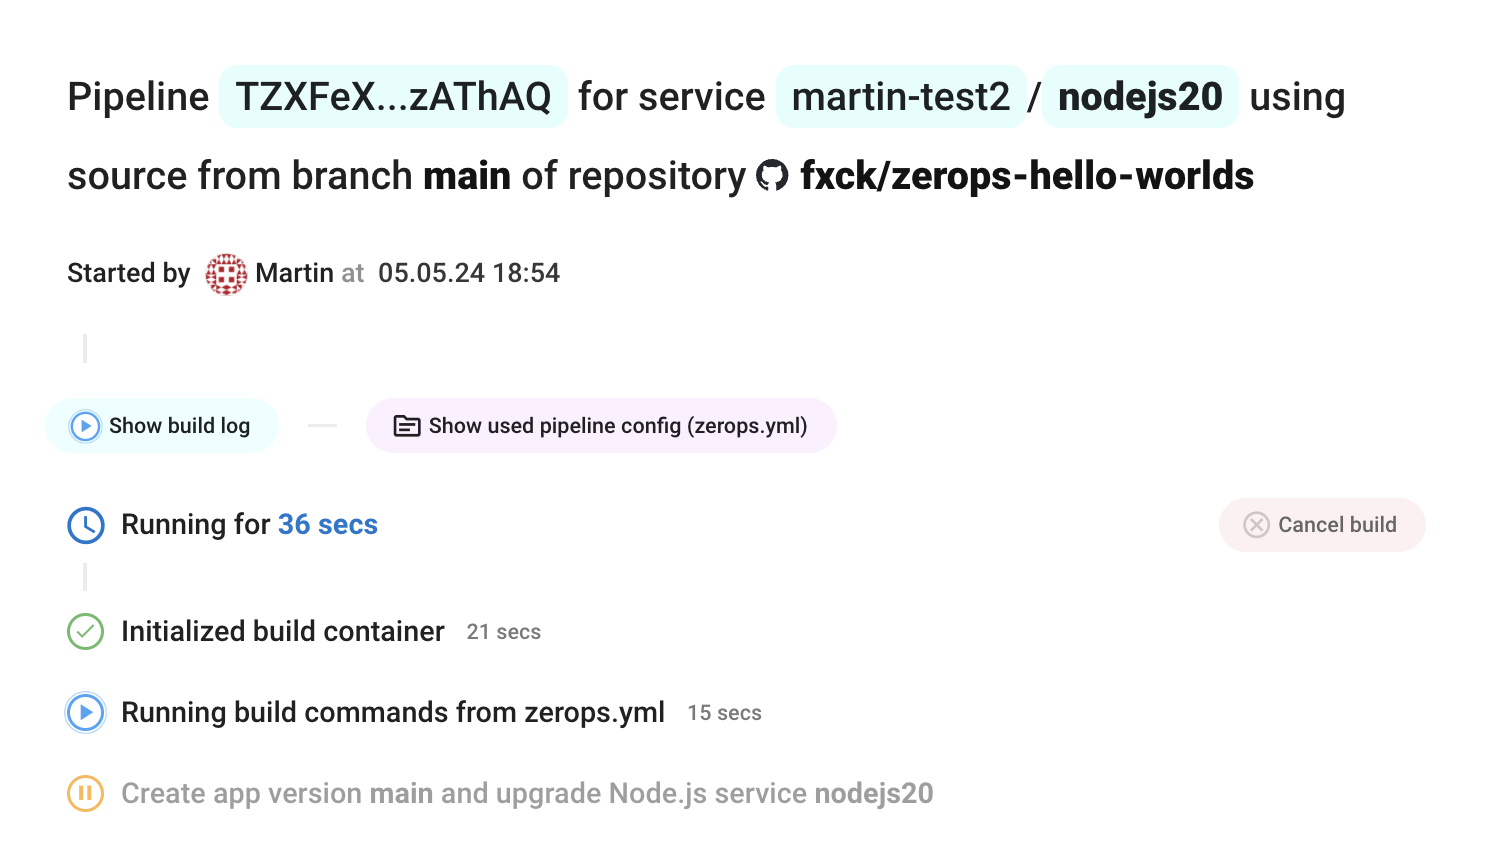 Pipeline TZXFeX...zAThAQ for service martin-test2 / nodejs20 using
source from branch main of repository fxck/zerops-hello-worlds
Started by Martin at 05.05.24 18:54
Show build log
Show used pipeline config (zerops.yml)
Running for 36 secs
Cancel build
Initialized build container 21 secs
Running build commands from zerops.yml 15 secs
Create app version main and upgrade Node.js service nodejs20